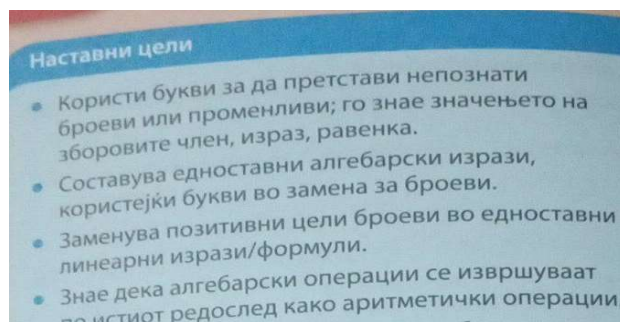 Наставни цели
• Користи букви за да претстави непознати
броеви или променливи; го знае значењето на
зборовите член, израз, равенка.
• Составува едноставни алгебарски изрази,
користејќи букви во замена за броеви.
• Заменува позитивни цели броеви во едноставни
линеарни изрази/формули.
• Знае дека алгебарски операции се извршуваат
по истиот редослед како аритметички операции